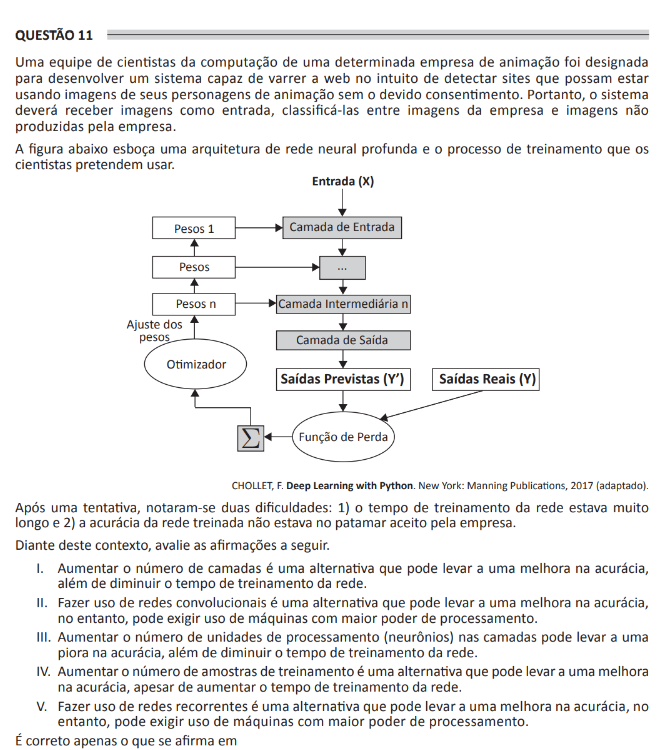 QUESTÃO 11
Uma equipe de cientistas da computação de uma determinada empresa de animação foi designada
para desenvolver um sistema capaz de varrer a web no intuito de detectar sites que possam estar
usando imagens de seus personagens de animação sem o devido consentimento. Portanto, o sistema
deverá receber imagens como entrada, classificá-las entre imagens da empresa e imagens não
produzidas pela empresa.
A figura abaixo esboça uma arquitetura de rede neural profunda e o processo de treinamento que os
cientistas pretendem usar.
Entrada (X)
Pesos 1
Camada de Entrada
Pesos
...
Pesos n
Camada Intermediária n
Ajuste dos
pesos
Camada de Saída
Otimizador
Saídas Previstas (Y')
Saídas Reais (Y)
Σ
Função de Perda
CHOLLET, F. Deep Learning with Python. New York: Manning Publications, 2017 (adaptado).
Após uma tentativa, notaram-se duas dificuldades: 1) o tempo de treinamento da rede estava muito
longo e 2) a acurácia da rede treinada não estava no patamar aceito pela empresa.
Diante deste contexto, avalie as afirmações a seguir.
I. Aumentar o número de camadas é uma alternativa que pode levar a uma melhora na acurácia,
além de diminuir o tempo de treinamento da rede.
II. Fazer uso de redes convolucionais é uma alternativa que pode levar a uma melhora na acurácia,
no entanto, pode exigir uso de máquinas com maior poder de processamento.
III. Aumentar o número de unidades de processamento (neurônios) nas camadas pode levar a uma
piora na acurácia, além de diminuir o tempo de treinamento da rede.
IV. Aumentar o número de amostras de treinamento é uma alternativa que pode levar a uma melhora
na acurácia, apesar de aumentar o tempo de treinamento da rede.
V. Fazer uso de redes recorrentes é uma alternativa que pode levar a uma melhora na acurácia, no
entanto, pode exigir uso de máquinas com maior poder de processamento.
É correto apenas o que se afirma em